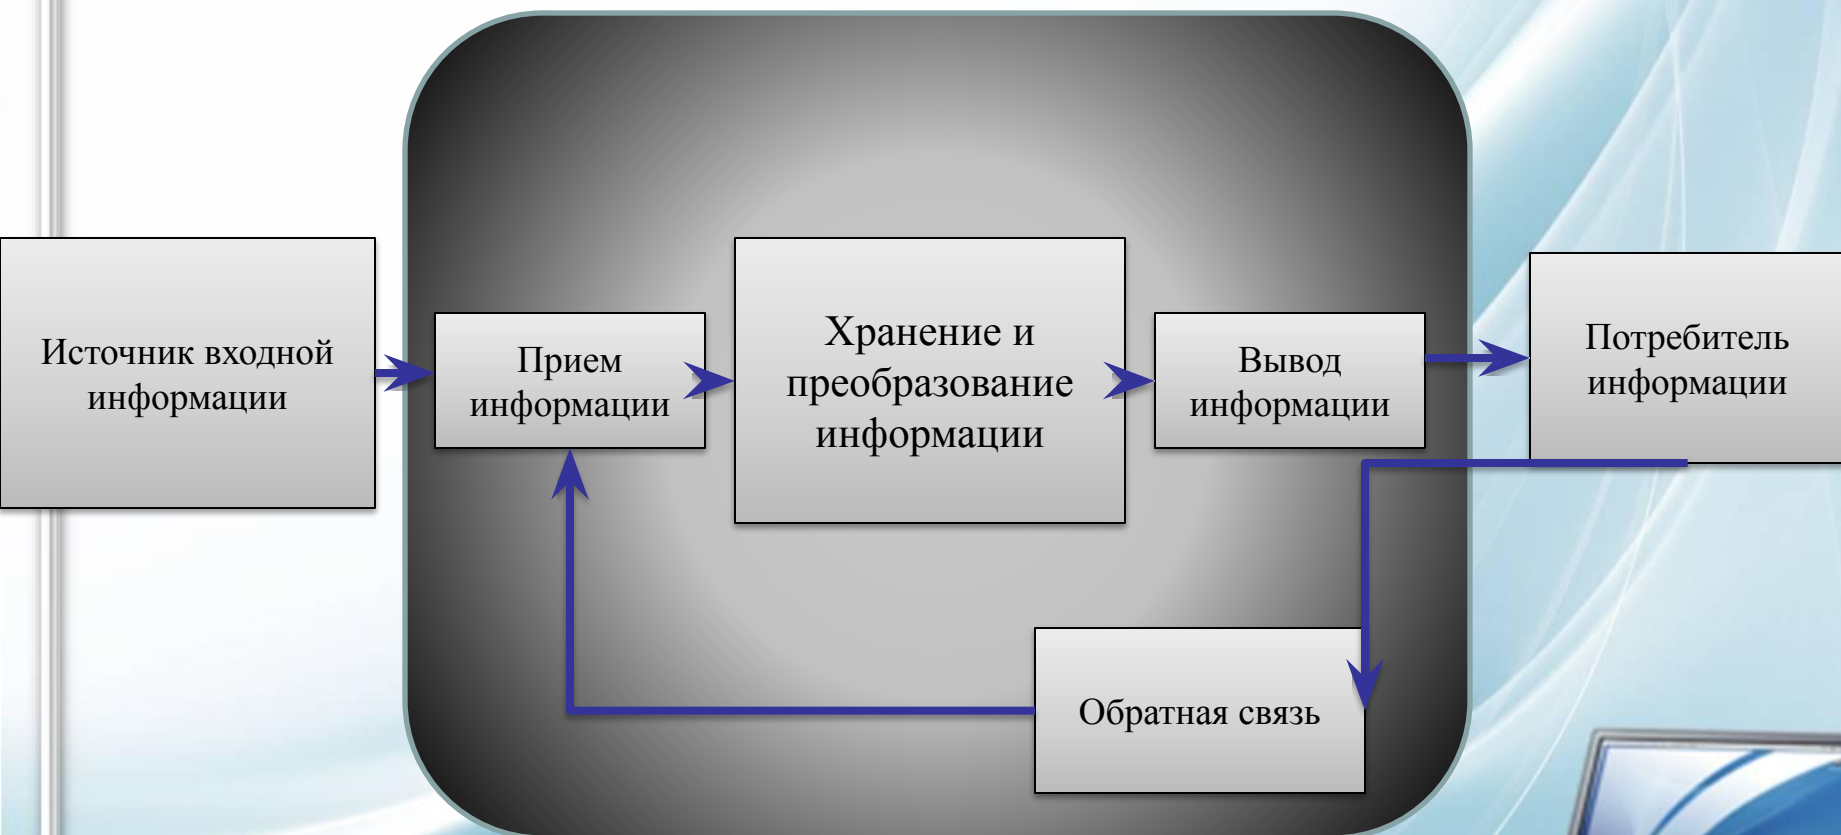 Источник входной
информации
Прием
информации
Хранение и
преобразование
информации
Вывод
информации
Потребитель
информации
Обратная связь